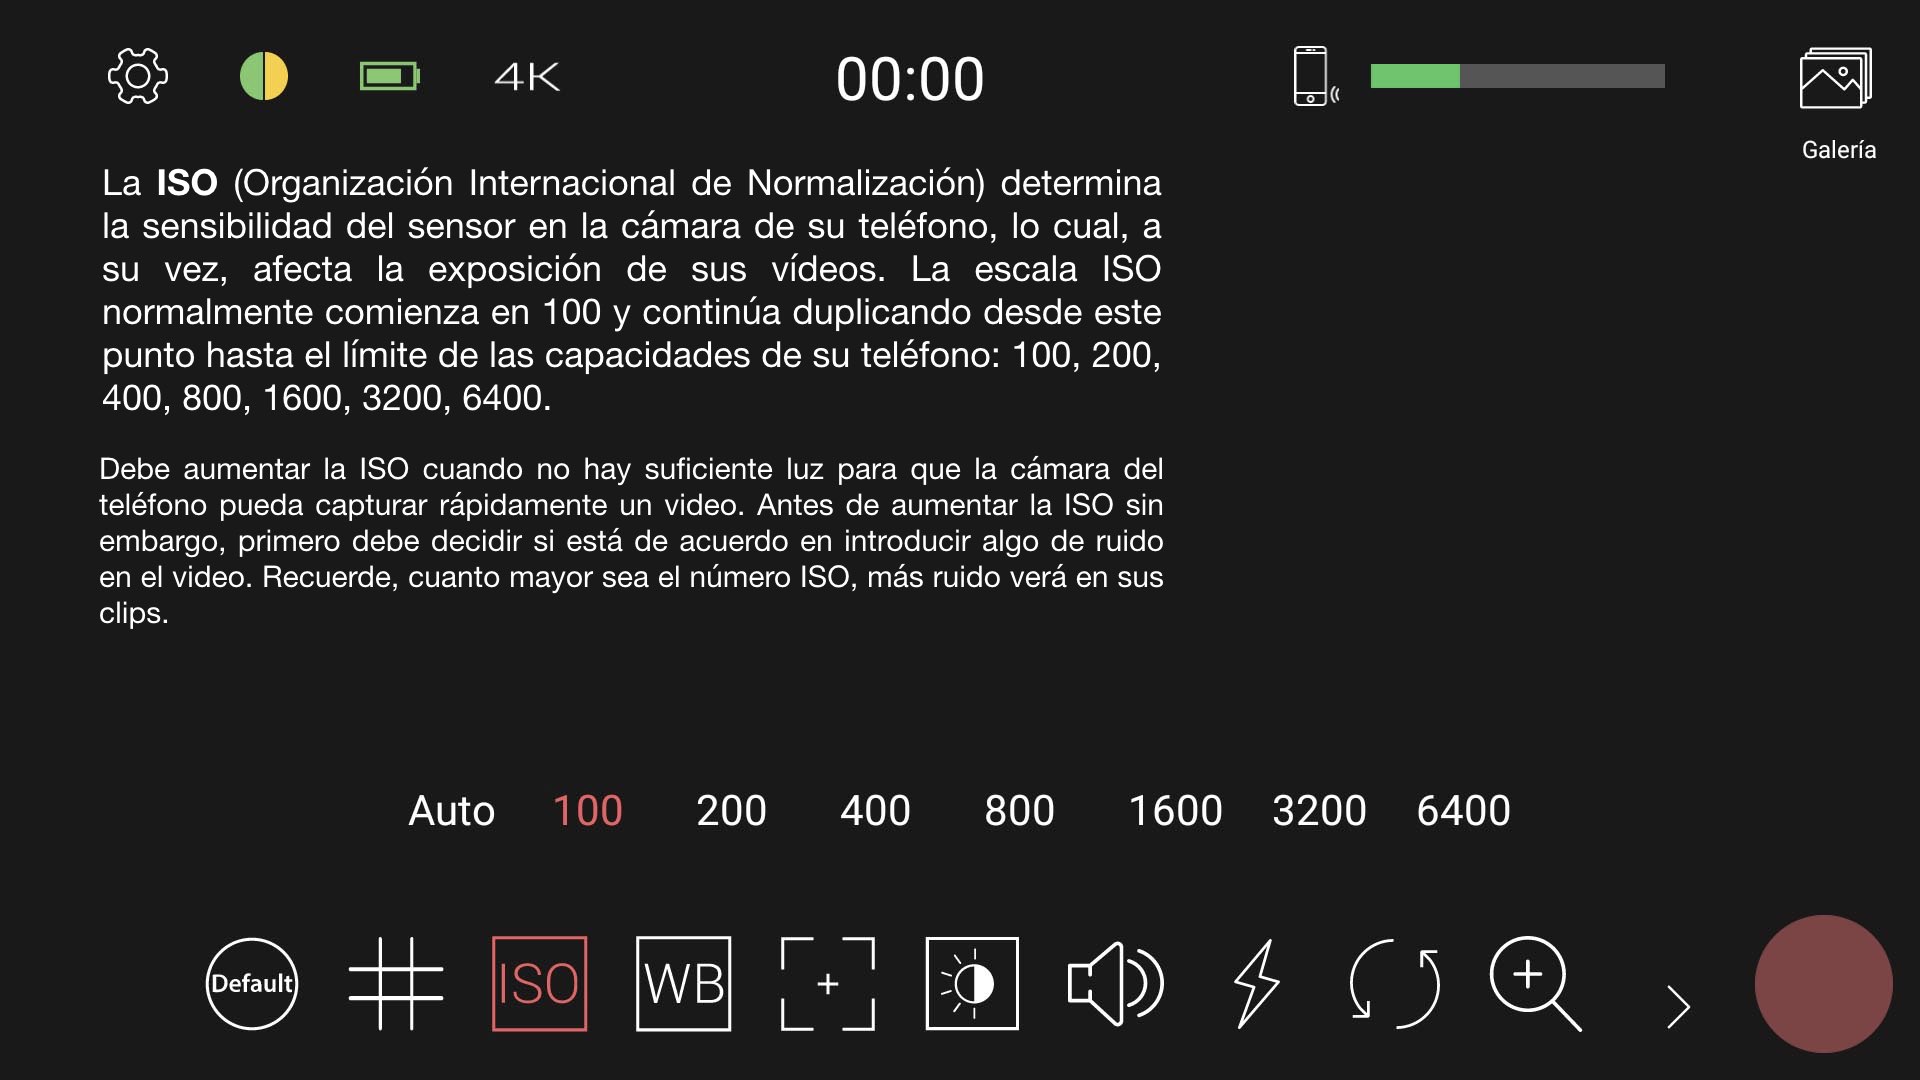 4K
00:00
Galería
La ISO (Organización Internacional de Normalización) determina
la sensibilidad del sensor en la cámara de su teléfono, lo cual, a
su vez, afecta la exposición de sus vídeos. La escala ISO
normalmente comienza en 100 y continúa duplicando desde este
punto hasta el límite de las capacidades de su teléfono: 100, 200,
400, 800, 1600, 3200, 6400.
Debe aumentar la ISO cuando no hay suficiente luz para que la cámara del
teléfono pueda capturar rápidamente un video. Antes de aumentar la ISO sin
embargo, primero debe decidir si está de acuerdo en introducir algo de ruido
en el video. Recuerde, cuanto mayor sea el número ISO, más ruido verá en sus
clips.
Auto 100 200 400 800 1600 3200 6400
Default ISO WB